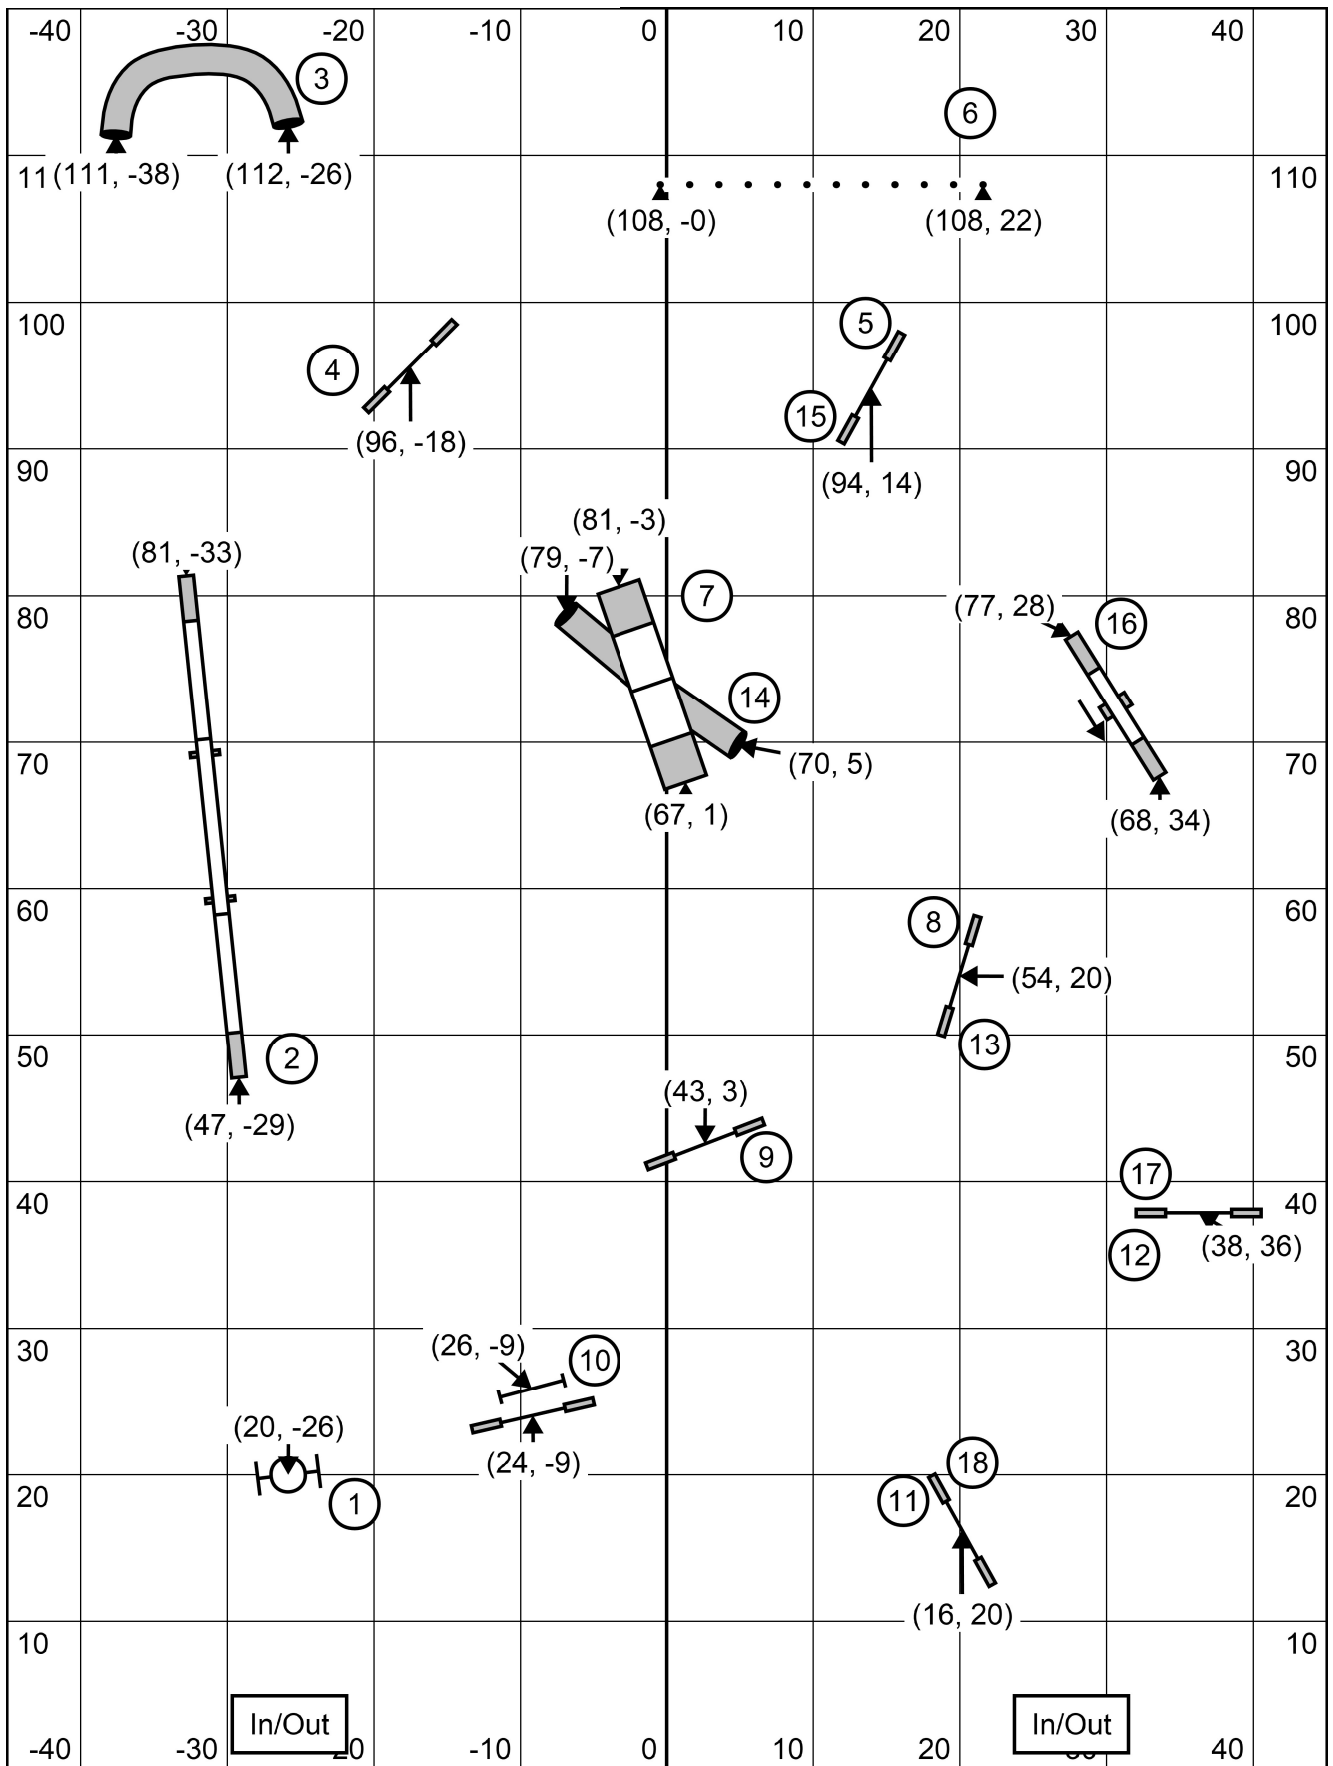 -40 -30 -20 -10 0 10 20 30 40
3
6
11 (111, -38) (112, -26) 110
(108, -0) (108, 22)
100 5 100
4
15
(96, -18)
90 (94, 14) 90
(81, -3)
(81, -33) (79, -7)
7 (77, 28) 16
80 80
14
70 (70, 5) 70
(67, 1) (68, 34)
60 8 60
(54, 20)
50 2 13 50
(43, 3)
(47, -29)
9 17
40 40
12 (38, 36)
30 (26, -9) 10 30
(20, -26)
(24, -9) 18
20 1 11 20
(16, 20)
10 10
In/Out In/Out
-40 -30 20 -10 0 10 20 40